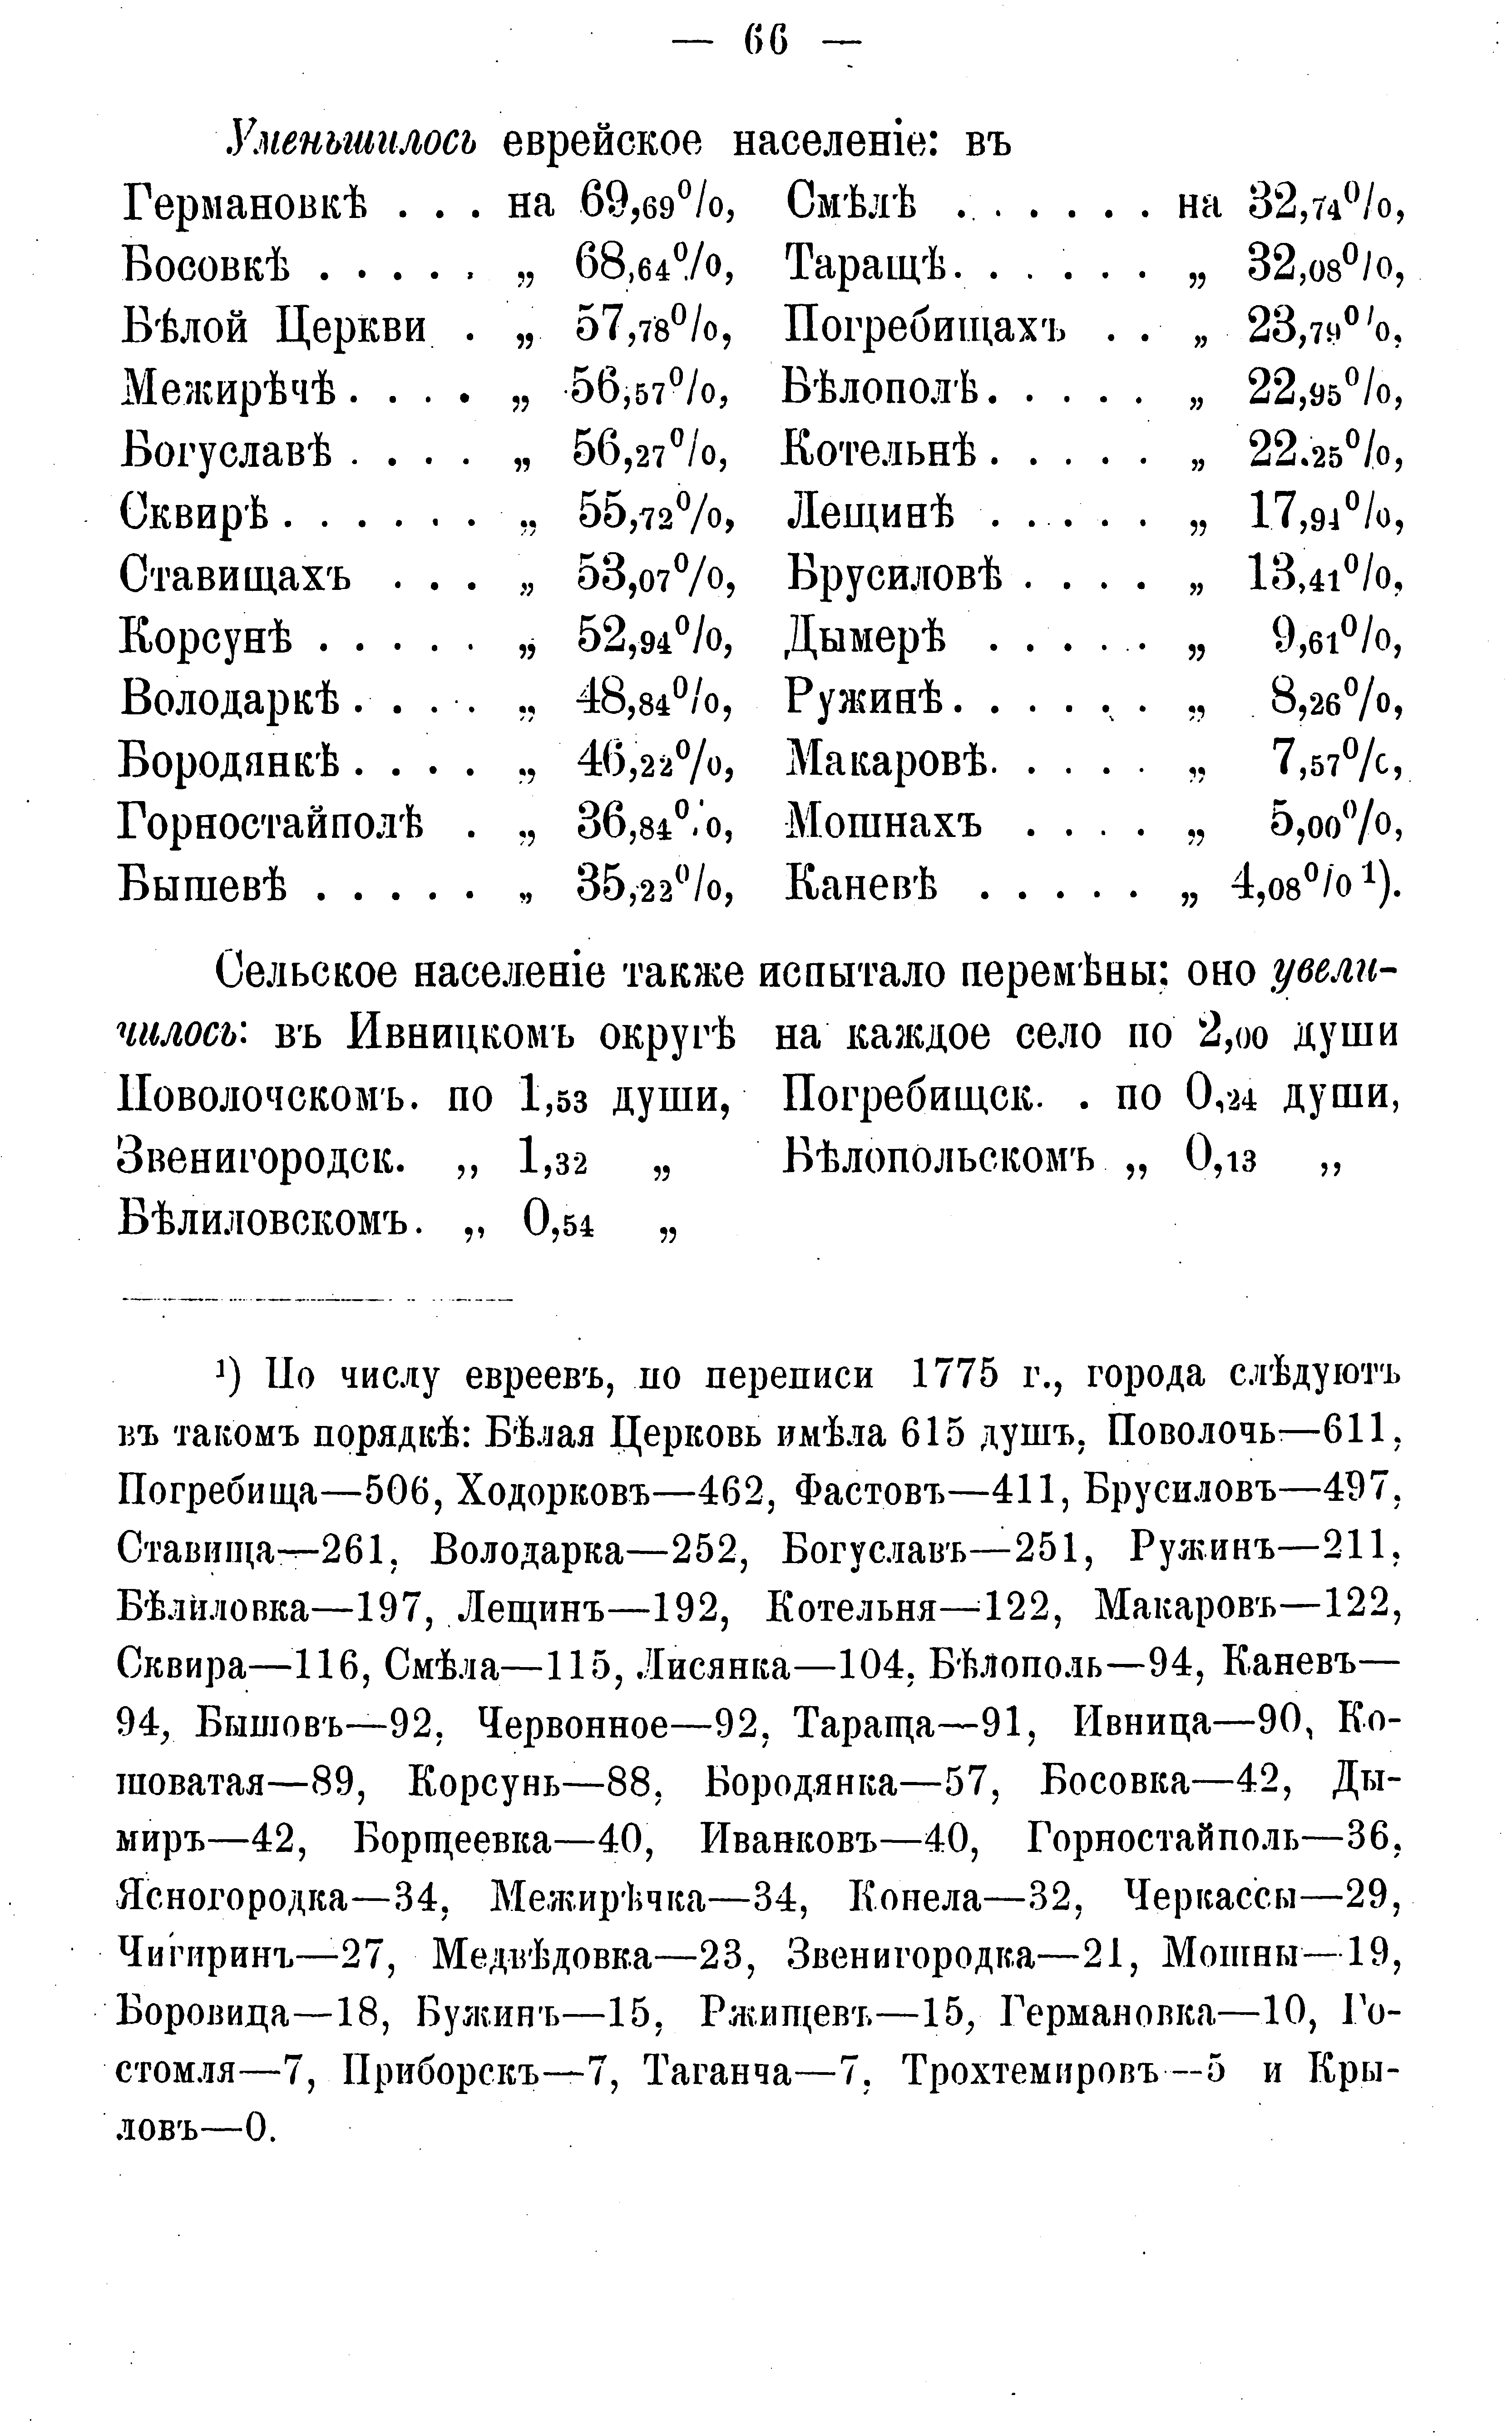 — 66 —
Уменьшилось еврейское населеніе: въ
Германовкѣ . . . на 69,69%, Смѣлѣ . . . . . . на 32,74%,
Босовкѣ . . . . . „ 68,64%, Таращѣ. . . . . . „ 32,08%,
Бѣлой Церкви . „ 57,78%, Погребищахъ . . „ 23,79%,
Межирѣчѣ . . . . „ 56,57%, Бѣлополѣ. . . . . „ 22,95%,
Богуславѣ . . . . „ 56,27%, Котельнѣ . . . . . „ 22.25%,
Сквирѣ . . . . . . „ 55,72%, Лещинѣ . . . . . „ 17,91%,
Ставищахъ . . . „ 53,07%, Брусиловѣ . . . . „ 13,41%,
Корсунѣ . . . . . „ 52,94%, Дымерѣ . . . . . „ 9,61%,
Володаркѣ . . . . „ 48,84%, Ружинѣ. . . . . . „ 8,26%,
Бородянкѣ . . . . „ 46,22%, Макаровѣ. . . . . „ 7,57%,
Горностайполѣ . „ 36,84%, Мошнахъ . . . . „ 5,00%,
Бышевѣ . . . . . „ 35,22%, Каневѣ . . . . . „ 4,08% ¹).
Сельское населеніе также испытало перемѣны: оно увели-
чилось: въ Ивницкомъ округѣ на каждое село по 2,00 души
Поволочскомъ. по 1,53 души, Погребищск. . по 0,24 души,
Звенигородск. „ 1,32 „ Бѣлопольскомъ „ 0,13 „
Бѣлиловскомъ. „ 0,54 „
¹) По числу евреевъ, по переписи 1775 г., города слѣдуютъ
въ такомъ порядкѣ: Бѣлая Церковь имѣла 615 душъ, Поволочь—611,
Погребища—506, Ходорковъ—462, Фастовъ—411, Брусиловъ—497,
Ставища—261, Володарка—252, Богуславъ—251, Ружинъ—211,
Бѣлиловка—197, Лещинъ—192, Котельня—122, Макаровъ—122,
Сквира—116, Смѣла—115, Лисянка—104, Бѣлополь—94, Каневъ—
94, Бышовъ—92, Червонное—92, Тараща—91, Ивница—90, Ко-
шоватая—89, Корсунь—88, Бородянка—57, Босовка—42, Ды-
миръ—42, Борщеевка—40, Иванковъ—40, Горностайполь—36,
Ясногородка—34, Межирѣчка—34, Конела—32, Черкассы—29,
Чигиринъ—27, Медвѣдовка—23, Звенигородка—21, Мошны—19,
Боровица—18, Бужинъ—15, Ржищевъ—15, Германовка—10, Го-
стомля—7, Приборскъ—7, Таганча—7, Трохтемировъ—5 и Кры-
ловъ—0.